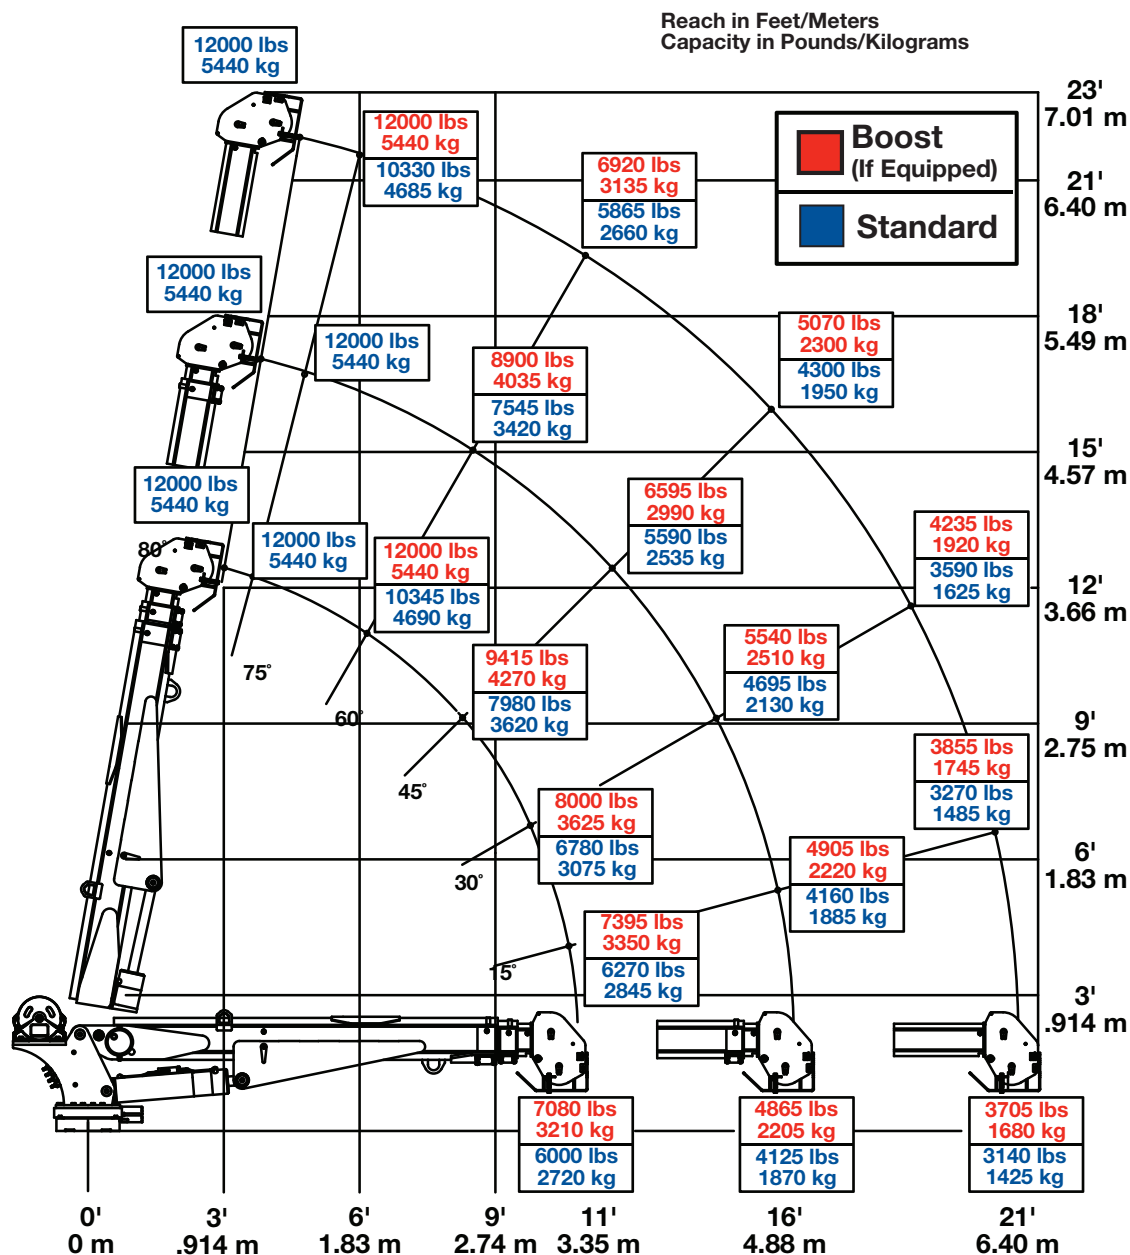 Reach in Feet/Meters
Capacity in Pounds/Kilograms
12000 lbs
5440 kg
23'
7.01 m
12000 lbs
5440 kg
10330 lbs
4685 kg
Boost
(If Equipped)
Standard
6920 lbs
3135 kg
5865 lbs
2660 kg
21'
6.40 m
12000 lbs
5440 kg
18'
5.49 m
12000 lbs
5440 kg
5070 lbs
2300 kg
4300 lbs
1950 kg
8900 lbs
4035 kg
7545 lbs
3420 kg
15'
4.57 m
12000 lbs
5440 kg
6595 lbs
2990 kg
5590 lbs
2535 kg
4235 lbs
1920 kg
3590 lbs
1625 kg
80°
12000 lbs
5440 kg
12000 lbs
5440 kg
10345 lbs
4690 kg
12'
3.66 m
75°
60°
9415 lbs
4270 kg
7980 lbs
3620 kg
5540 lbs
2510 kg
4695 lbs
2130 kg
9'
2.75 m
45°
3855 lbs
1745 kg
3270 lbs
1485 kg
8000 lbs
3625 kg
6780 lbs
3075 kg
30°
4905 lbs
2220 kg
4160 lbs
1885 kg
6'
1.83 m
7395 lbs
3350 kg
6270 lbs
2845 kg
15°
3'
.914 m
7080 lbs
3210 kg
6000 lbs
2720 kg
4865 lbs
2205 kg
4125 lbs
1870 kg
3705 lbs
1680 kg
3140 lbs
1425 kg
0' 3' 6' 9' 11' 16' 21'
0 m .914 m 1.83 m 2.74 m 3.35 m 4.88 m 6.40 m